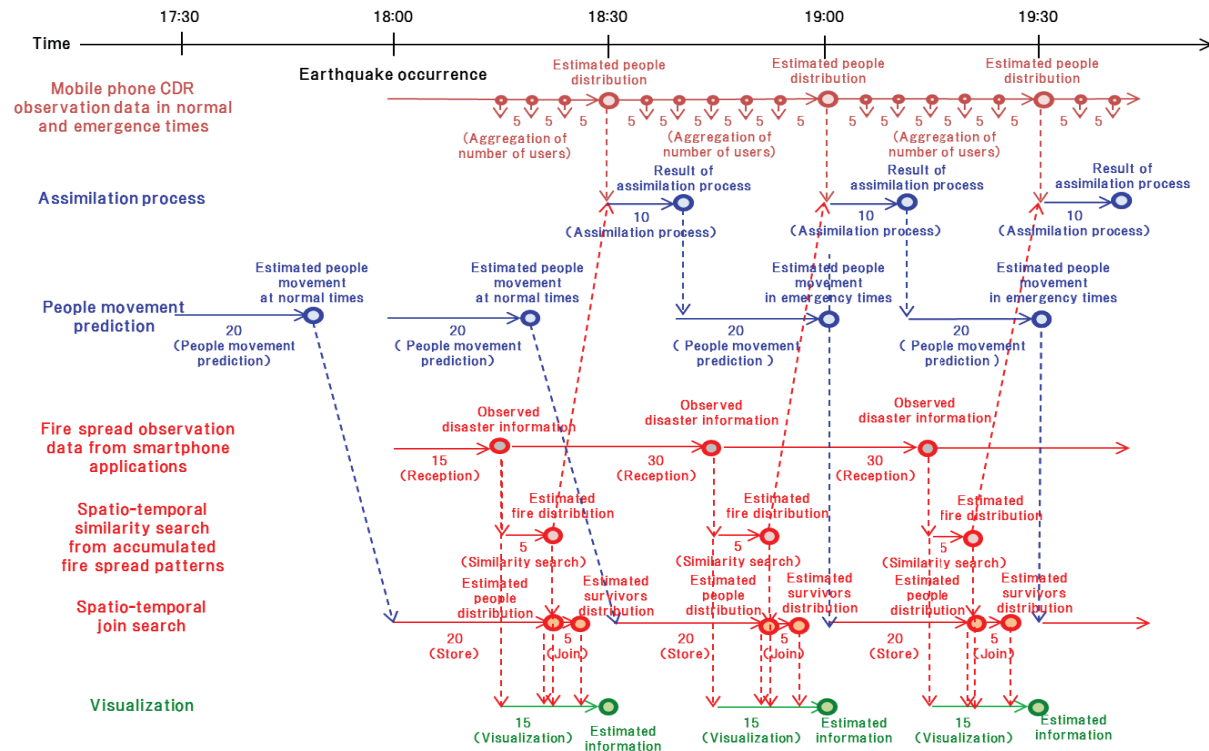 17:30
18:00
18:30
19:00
19:30
Time
Earthquake occurrence
Mobile phone CDR
observation data in normal
and emergence times
Estimated people
distribution
Estimated people
distribution
Estimated people
distribution
5 5 5 5 5 5 5 5 5 5 5 5 5 5 5 5 5
(Aggregation of
number of users)
(Aggregation of
number of users)
(Aggregation of
number of users)
Assimilation process
Result of
assimilation process
10
(Assimilation process)
Result of
assimilation process
10
(Assimilation process)
Result of
assimilation process
10
(Assimilation process)
People movement
prediction
Estimated people
movement
at normal times
20
(People movement
prediction)
Estimated people
movement
at normal times
20
( People movement
prediction)
Estimated people
movement
in emergency times
20
( People movement
prediction )
Estimated people
movement
in emergency times
20
( People movement
prediction )
Fire spread observation
data from smartphone
applications
Observed
disaster information
15
(Reception)
Observed
disaster information
30
(Reception)
Observed
disaster information
30
(Reception)
Spatio-temporal
similarity search
from accumulated
fire spread patterns
Estimated
fire distribution
5
(Similarity search)
Estimated
fire distribution
5
(Similarity search)
Estimated
fire distribution
5
(Similarity search)
Spatio-temporal
join search
Estimated
people
distribution
Estimated
survivors
distribution
20
(Store)
5
(Join)
Estimated
people
distribution
Estimated
survivors
distribution
20
(Store)
5
(Join)
Estimated
people
distribution
Estimated
survivors
distribution
20
(Store)
5
(Join)
Visualization
15
(Visualization)
Estimated
information
15
(Visualization)
Estimated
information
15
(Visualization)
Estimated
information